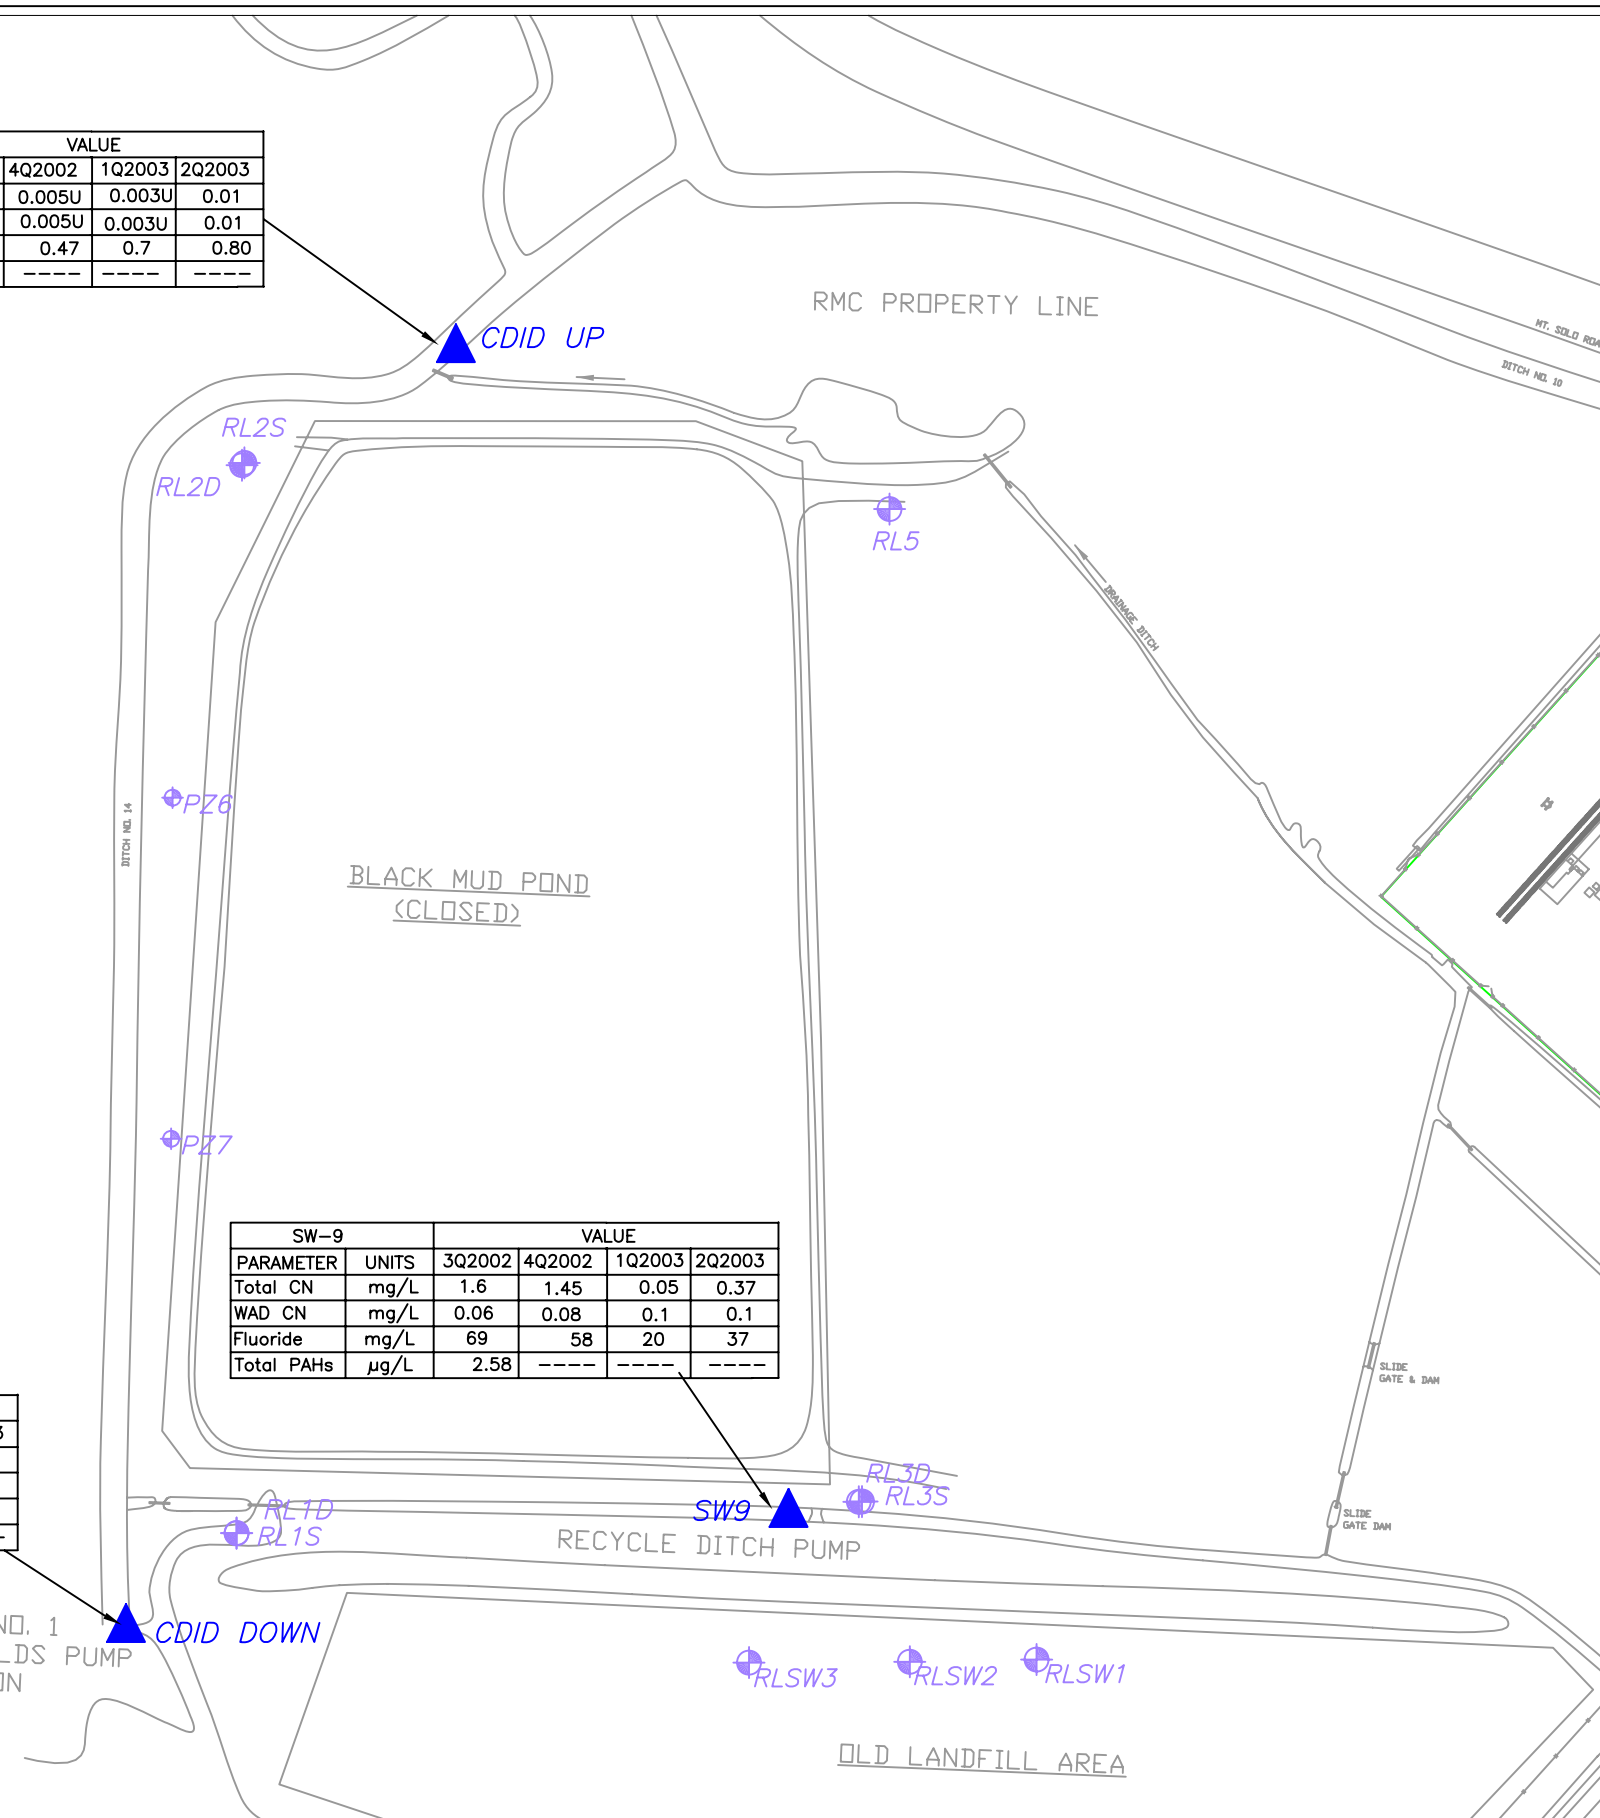 VALUE
4Q2002 1Q2003 2Q2003
0.005U 0.003U 0.01
0.005U 0.003U 0.01
0.47 0.7 0.80
---- ---- ----
RMC PROPERTY LINE
CDID UP
DITCH NO. 10
RL2S
RL2D
RL5
DRAINAGE DITCH
PZ6
DITCH NO. 14
BLACK MUD POND
(CLOSED)
PZ7
SW-9 VALUE
PARAMETER UNITS 3Q2002 4Q2002 1Q2003 2Q2003
Total CN mg/L 1.6 1.45 0.05 0.37
WAD CN mg/L 0.06 0.08 0.1 0.1
Fluoride mg/L 69 58 20 37
Total PAHs µg/L 2.58 ---- ---- ----
SLIDE
GATE & DAM
RL3D
RL3S
SW9
RL1D
RL1S
SLIDE
GATE DAM
RECYCLE DITCH PUMP
CDID DOWN
NO. 1
PUMP
RLSW3
RLSW2
RLSW1
OLD LANDFILL AREA